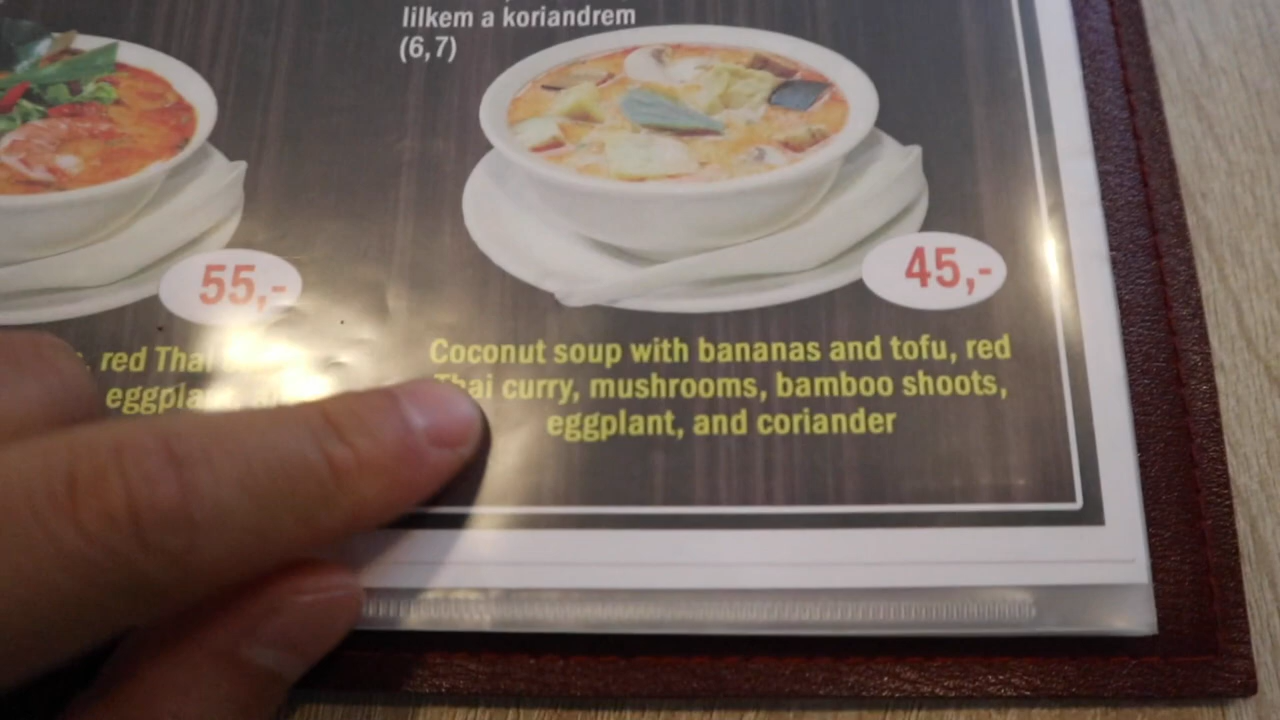 lilkem a koriandrem
(6,7)
55,-
45,-
red Thai
eggplant
Coconut soup with bananas and tofu, red
Thai curry, mushrooms, bamboo shoots,
eggplant, and coriander